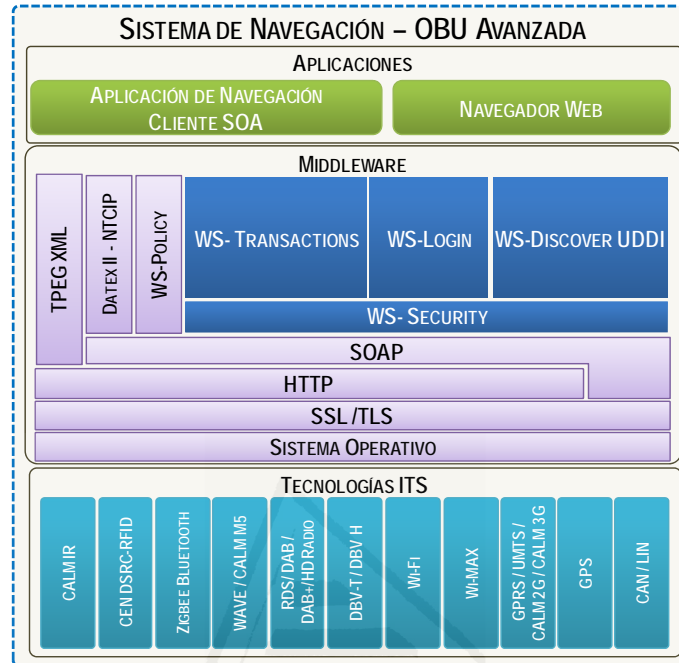 SISTEMA DE NAVEGACIÓN – OBU AVANZADA
APLICACIONES
APLICACIÓN DE NAVEGACIÓN
CLIENTE SOA
NAVEGADOR WEB
MIDDLEWARE
TPEG XML
DATEX II - NTCIP
WS-POLICY
WS- TRANSACTIONS
WS-LOGIN
WS-DISCOVER UDDI
WS- SECURITY
SOAP
HTTP
SSL /TLS
SISTEMA OPERATIVO
TECNOLOGÍAS ITS
CALM IR
CEN DSRC-RFID
ZIGBEE BLUETOOTH
WAVE / CALM M5
RDS/ DAB /
DAB+/HD RADIO
DBV-T / DBV H
WI-FI
WI-MAX
GPRS / UMTS /
CALM 2G / CALM 3G
GPS
CAN / LIN